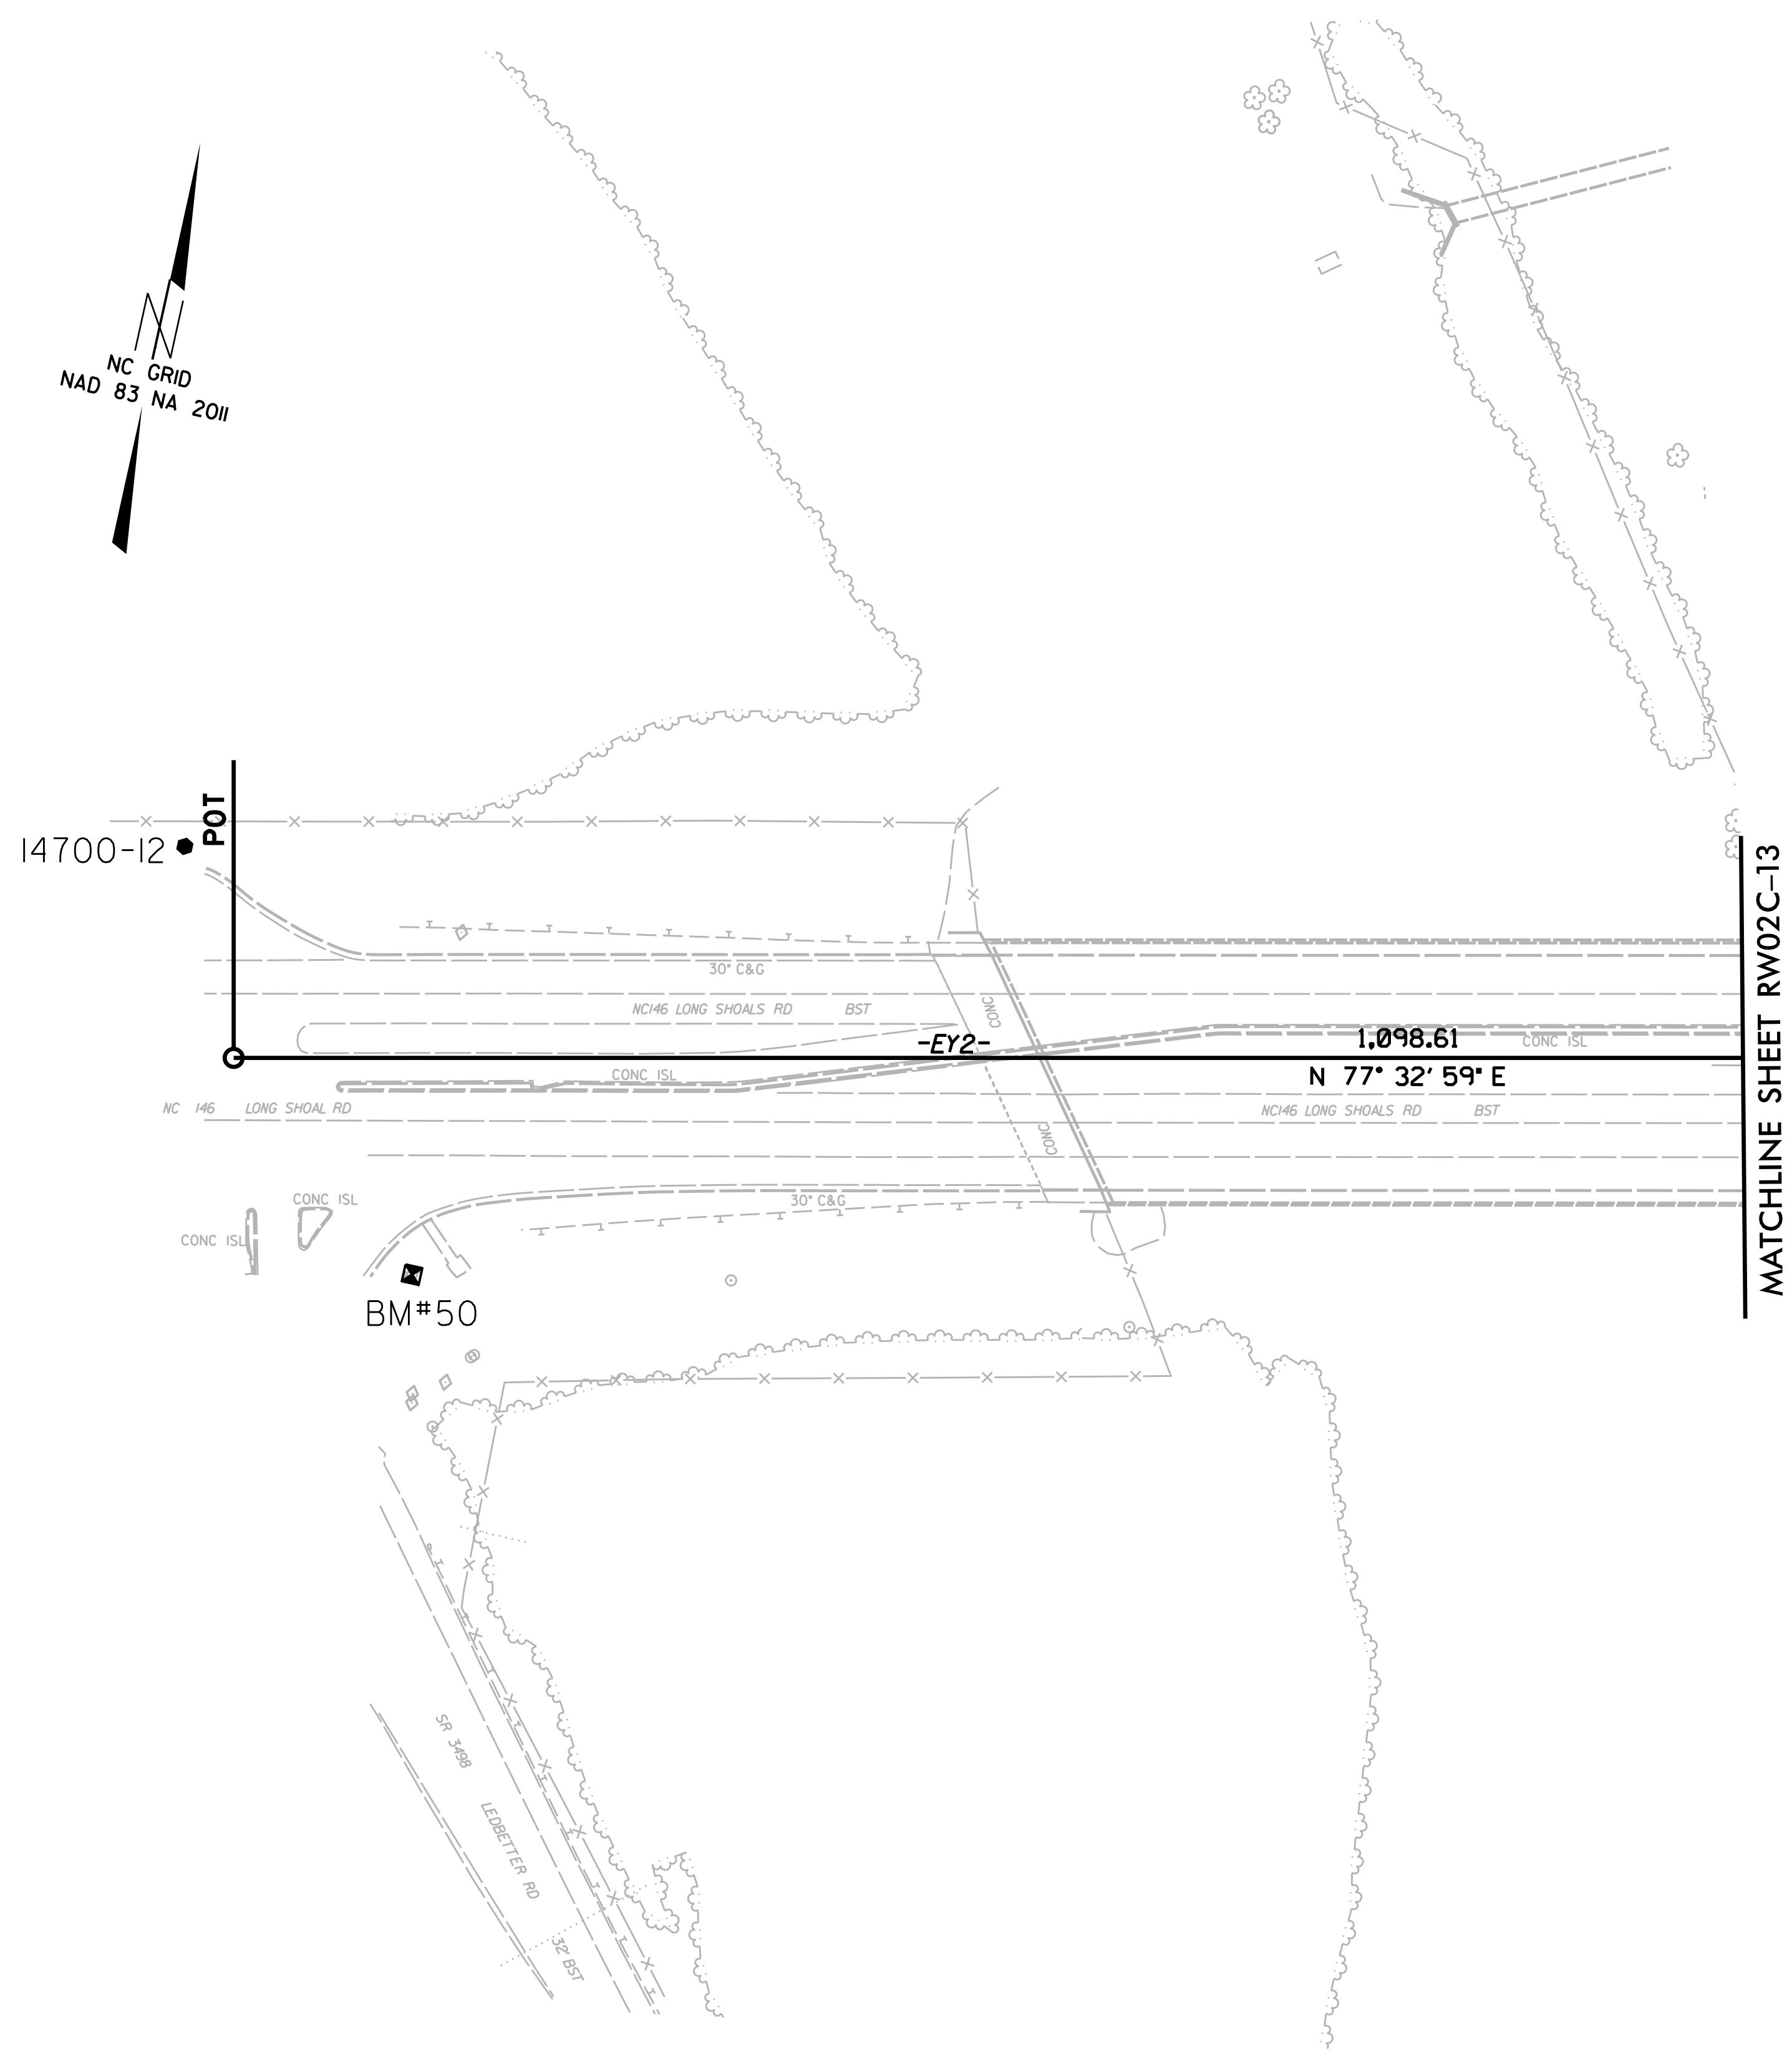 NC GRID
NAD 83 NA 2011
POT
14700-12
MATCHLINE SHEET RW02C-13
30" C&G
NC146 LONG SHOALS RD BST
CONC
-EY2-
1,098.61
CONC ISL
N 77° 32' 59" E
CONC ISL
NC 146 LONG SHOAL RD
NC146 LONG SHOALS RD BST
CONC
30" C&G
CONC ISL
CONC ISL
BM#50
SR 3498
LEDBETTER RD
32' BST